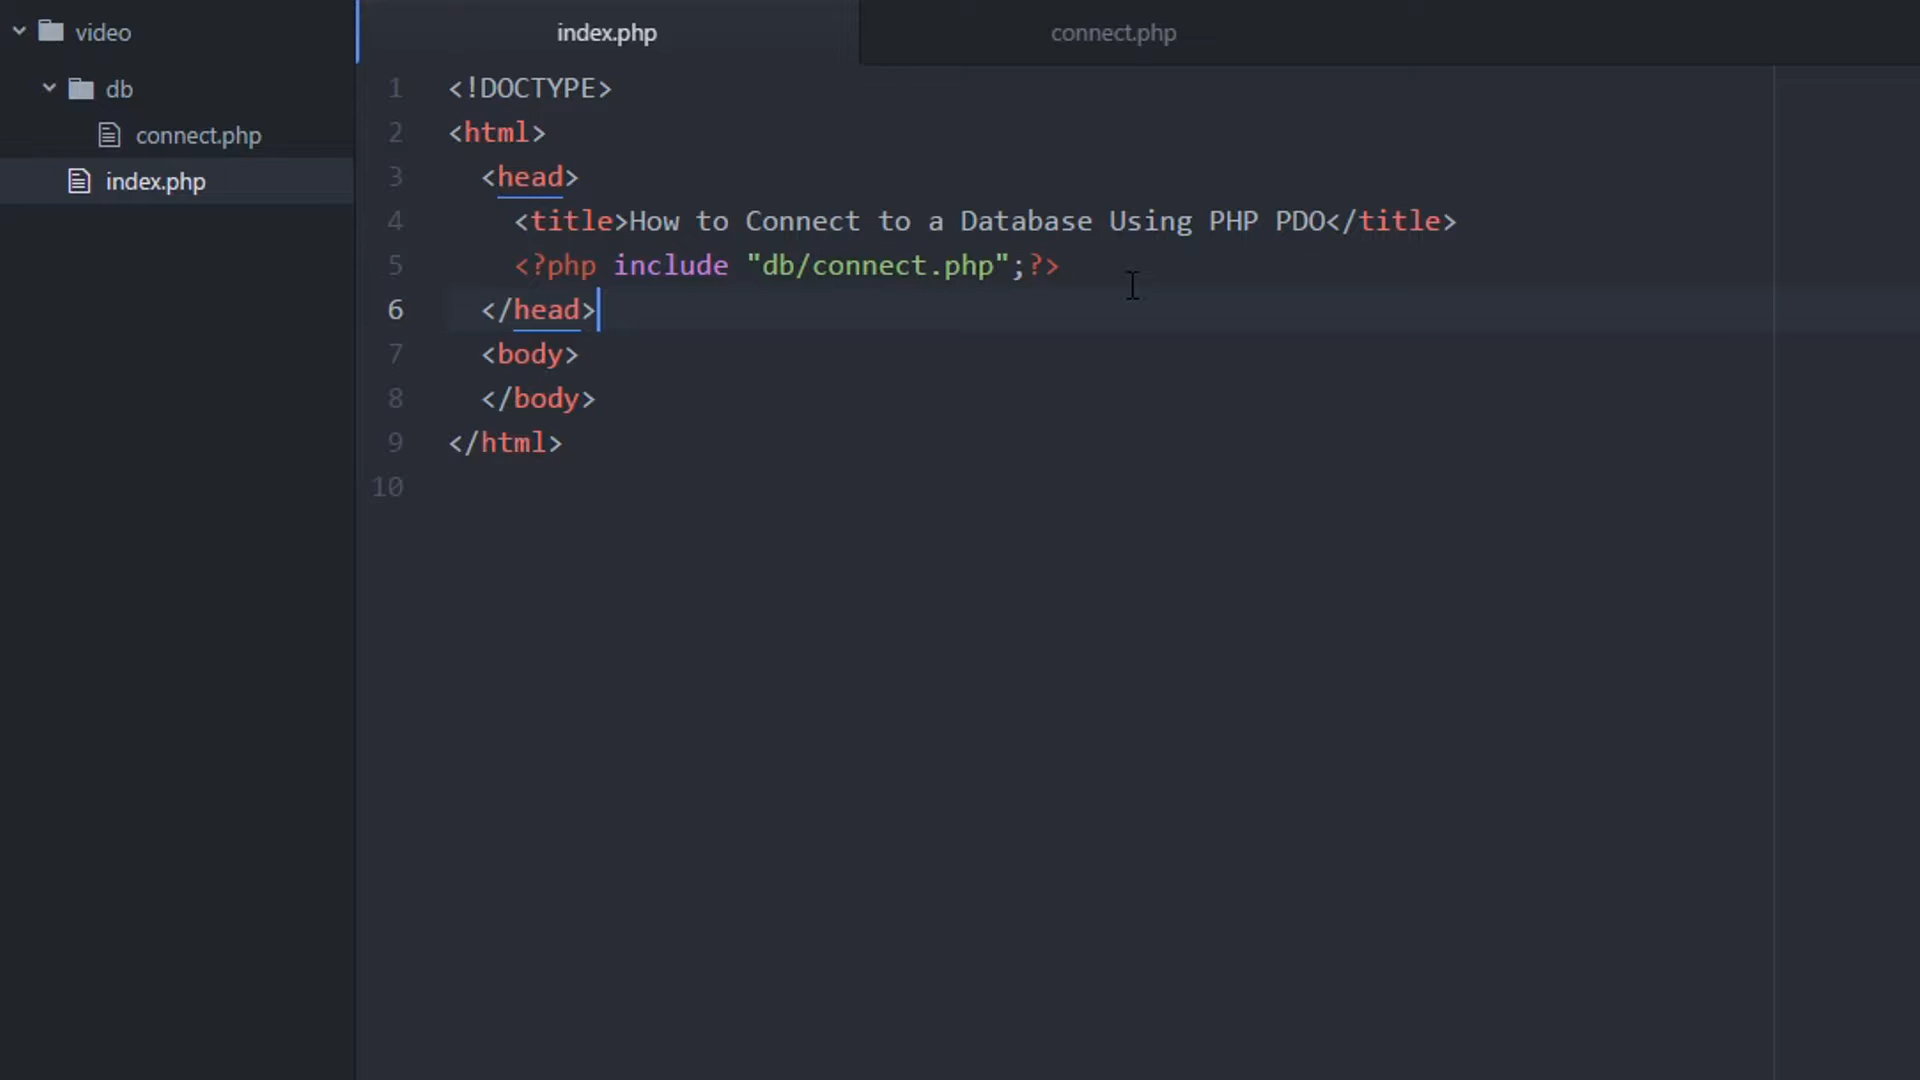 video
db
connect.php
index.php
index.php
connect.php
1 <!DOCTYPE>
2 <html>
3 <head>
4 <title>How to Connect to a Database Using PHP PDO</title>
5 <?php include "db/connect.php";?>
6 </head>
7 <body>
8 </body>
9 </html>
10